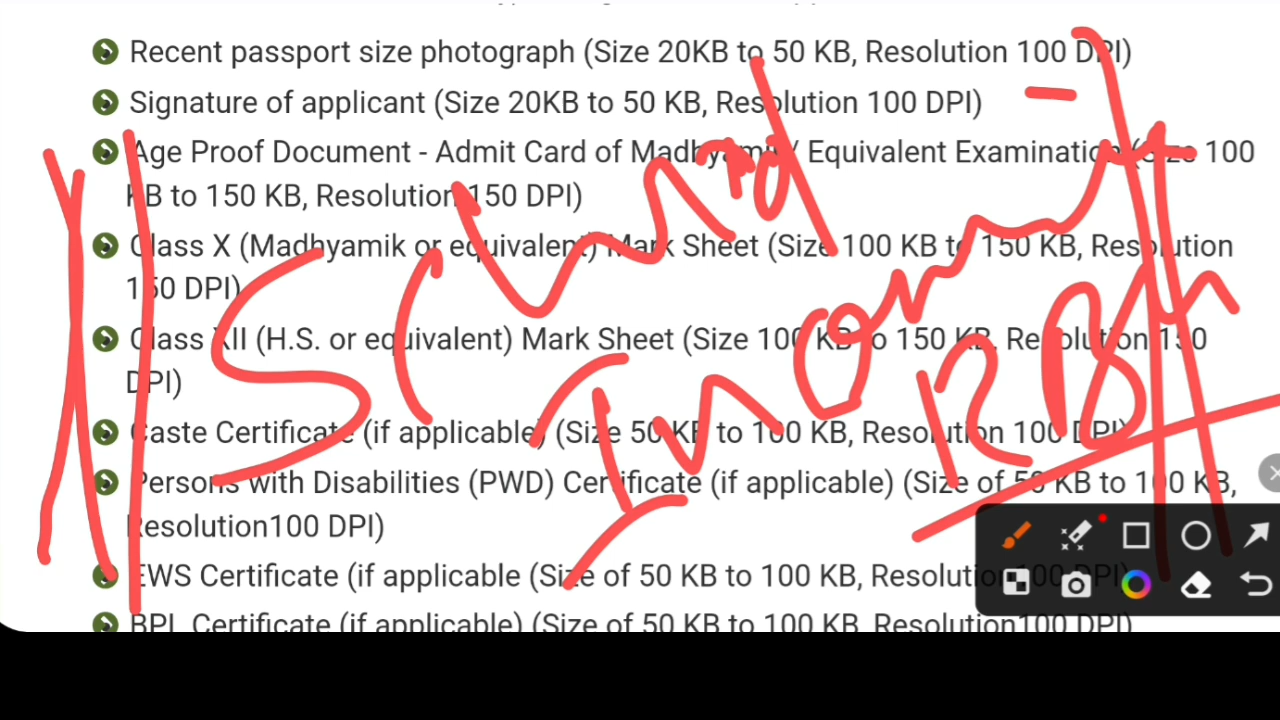 Recent passport size photograph (Size 20KB to 50 KB, Resolution 100 DPI)
Signature of applicant (Size 20KB to 50 KB, Resolution 100 DPI)
Age Proof Document - Admit Card of Madhyamik/ Equivalent Examination (Size 100
KB to 150 KB, Resolution 150 DPI)
Class X (Madhyamik or equivalent) Mark Sheet (Size 100 KB to 150 KB, Resolution
150 DPI)
Class XII (H.S. or equivalent) Mark Sheet (Size 100 KB to 150 KB, Resolution 150
DPI)
Caste Certificate (if applicable) (Size 50 KB to 100 KB, Resolution 100 DPI)
Persons with Disabilities (PWD) Certificate (if applicable) (Size of 50 KB to 100 KB,
Resolution100 DPI)
EWS Certificate (if applicable (Size of 50 KB to 100 KB, Resolution 100 DPI)
BPL Certificate (if applicable) (Size of 50 KB to 100 KB, Resolution100 DPI)